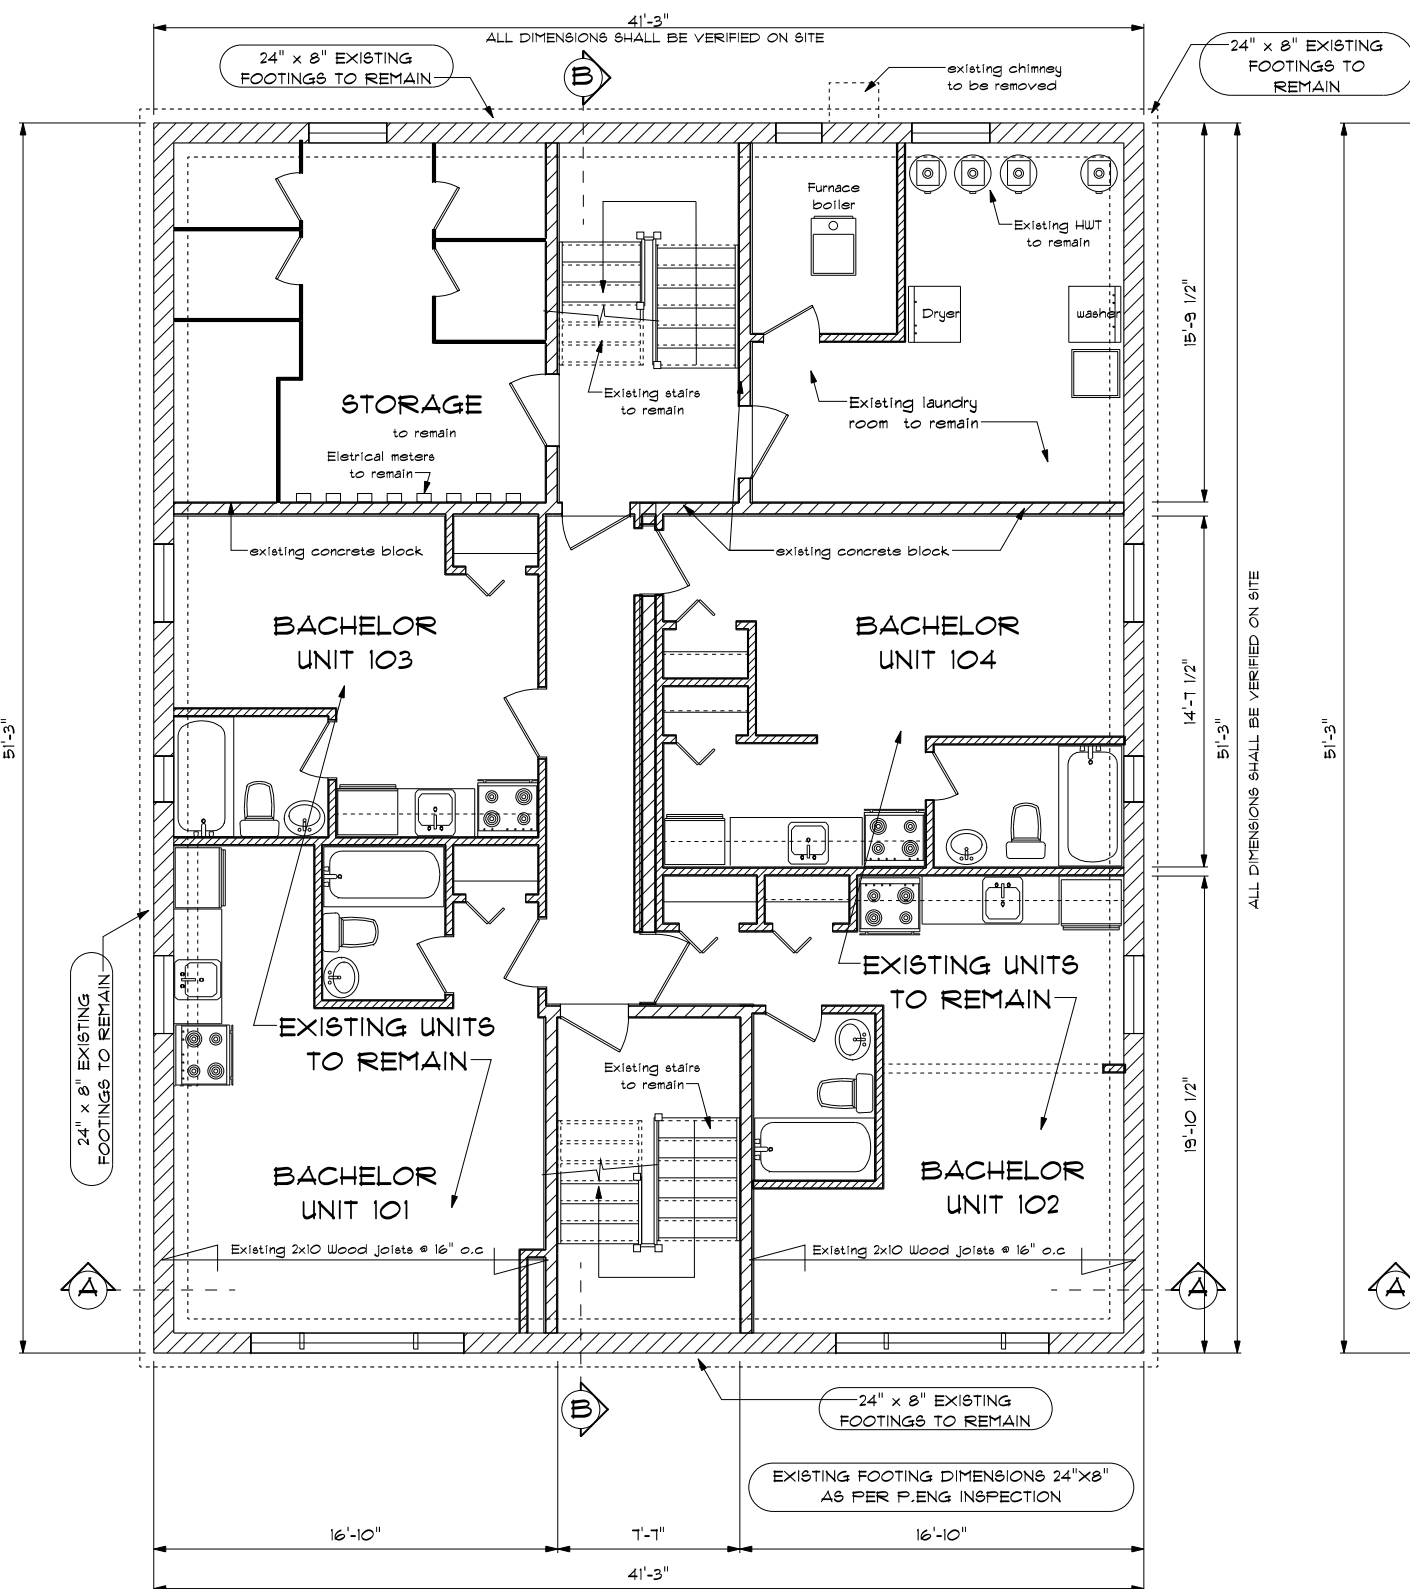 41'-3"
ALL DIMENSIONS SHALL BE VERIFIED ON SITE
24" x 8" EXISTING
FOOTINGS TO REMAIN
B
existing chimney
to be removed
24" x 8" EXISTING
FOOTINGS TO
REMAIN
Furnace
boiler
Existing HWT
to remain
Dryer
washer
15'-9 1/2"
STORAGE
to remain
Eletrical meters
to remain
Existing stairs
to remain
Existing laundry
room to remain
existing concrete block
existing concrete block
BACHELOR
UNIT 103
BACHELOR
UNIT 104
14'-7 1/2"
51'-3"
51'-3"
ALL DIMENSIONS SHALL BE VERIFIED ON SITE
51'-3"
24" x 8" EXISTING
FOOTINGS TO REMAIN
EXISTING UNITS
TO REMAIN
EXISTING UNITS
TO REMAIN
Existing stairs
to remain
19'-10 1/2"
BACHELOR
UNIT 101
BACHELOR
UNIT 102
Existing 2x10 Wood joists @ 16" o.c
Existing 2x10 Wood joists @ 16" o.c
A
A
A
B
24" x 8" EXISTING
FOOTINGS TO REMAIN
EXISTING FOOTING DIMENSIONS 24"X8"
AS PER P.ENG INSPECTION
16'-10"
7'-7"
16'-10"
41'-3"